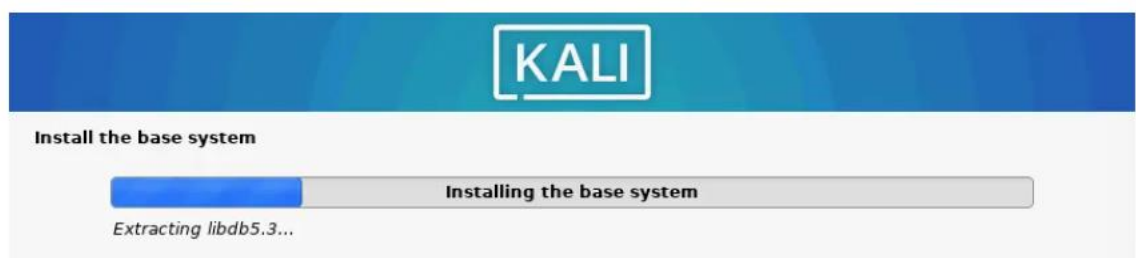 KALI
Install the base system
Installing the base system
Extracting libdb5.3...